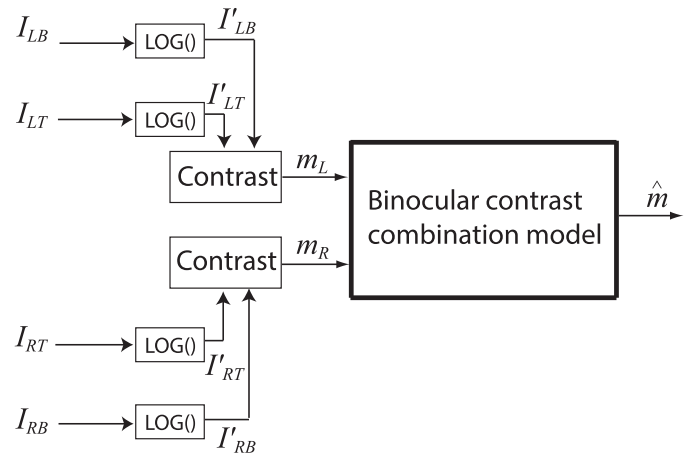 I_LB
LOG()
I'_LB
I_LT
LOG()
I'_LT
Contrast
m_L
Binocular contrast
combination model
m̂
Contrast
m_R
I_RT
LOG()
I'_RT
I_RB
LOG()
I'_RB